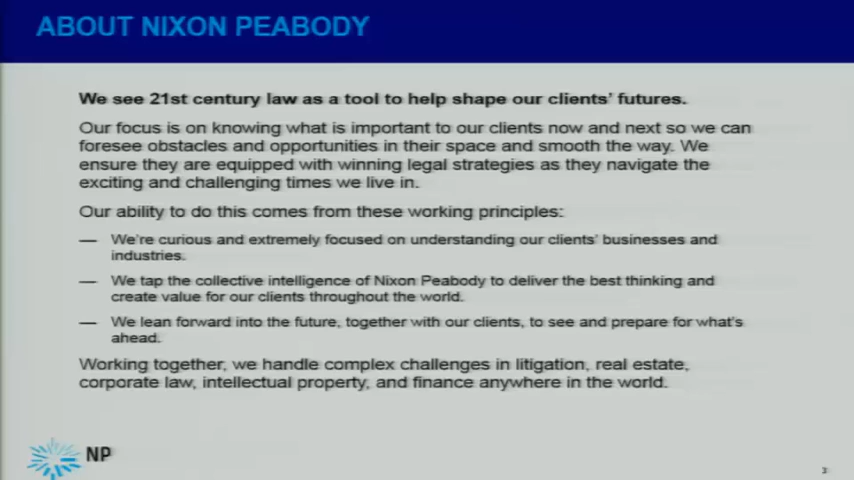 ABOUT NIXON PEABODY
We see 21st century law as a tool to help shape our clients' futures.
Our focus is on knowing what is important to our clients now and next so we can
foresee obstacles and opportunities in their space and smooth the way. We
ensure they are equipped with winning legal strategies as they navigate the
exciting and challenging times we live in.
Our ability to do this comes from these working principles:
— We're curious and extremely focused on understanding our clients' businesses and
industries.
— We tap the collective intelligence of Nixon Peabody to deliver the best thinking and
create value for our clients throughout the world.
— We lean forward into the future, together with our clients, to see and prepare for what's
ahead.
Working together, we handle complex challenges in litigation, real estate,
corporate law, intellectual property, and finance anywhere in the world.
NP